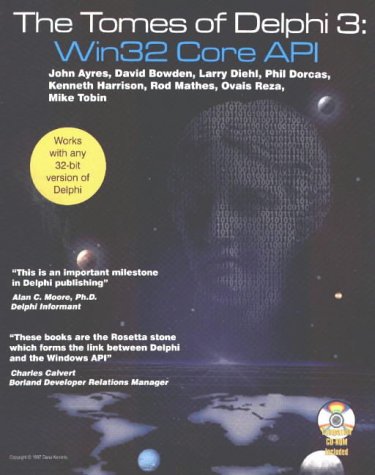 The Tomes of Delphi 3:
Win32 Core API
John Ayres, David Bowden, Larry Diehl, Phil Dorcas,
Kenneth Harrison, Rod Mathes, Ovais Reza,
Mike Tobin
Works
with any
32-bit
version of
Delphi
"This is an important milestone
in Delphi publishing"
Alan C. Moore, Ph.D.
Delphi Informant
"These books are the Rosetta stone
which forms the link between Delphi
and the Windows API"
Charles Calvert
Borland Developer Relations Manager
CD-ROM
Included
Copyright © 1997